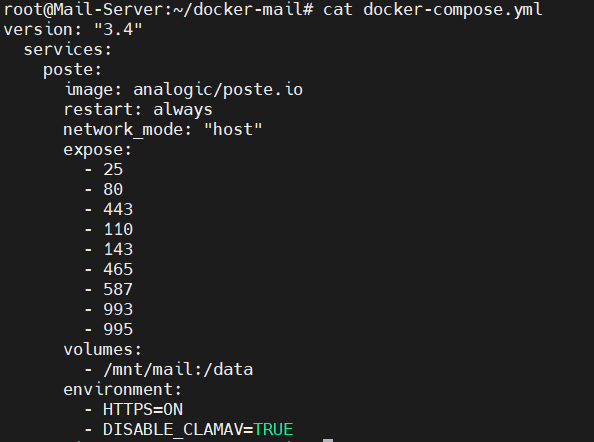 root@Mail-Server:~/docker-mail# cat docker-compose.yml
version: "3.4"
  services:
    poste:
      image: analogic/poste.io
      restart: always
      network_mode: "host"
      expose:
        - 25
        - 80
        - 443
        - 110
        - 143
        - 465
        - 587
        - 993
        - 995
      volumes:
        - /mnt/mail:/data
      environment:
        - HTTPS=ON
        - DISABLE_CLAMAV=TRUE